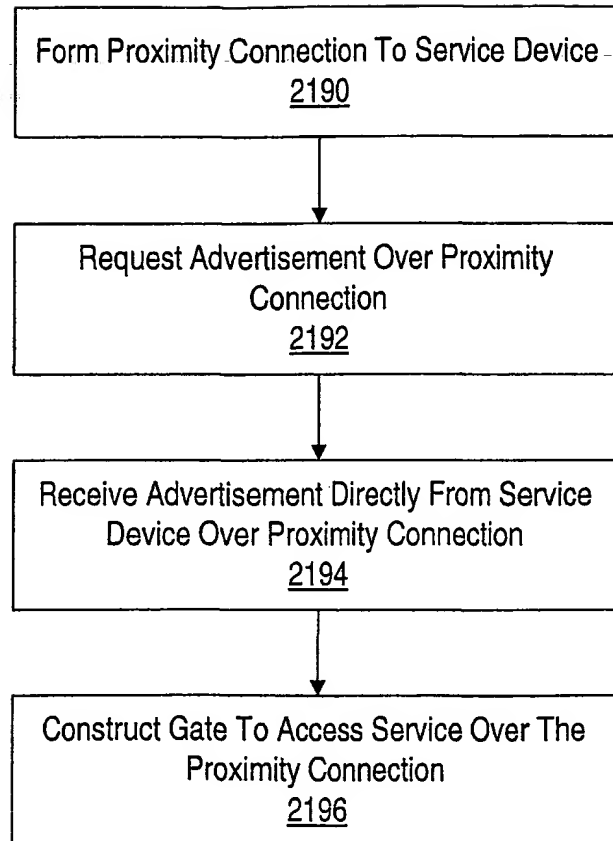 Form Proximity Connection To Service Device
2190
Request Advertisement Over Proximity
Connection
2192
Receive Advertisement Directly From Service
Device Over Proximity Connection
2194
Construct Gate To Access Service Over The
Proximity Connection
2196